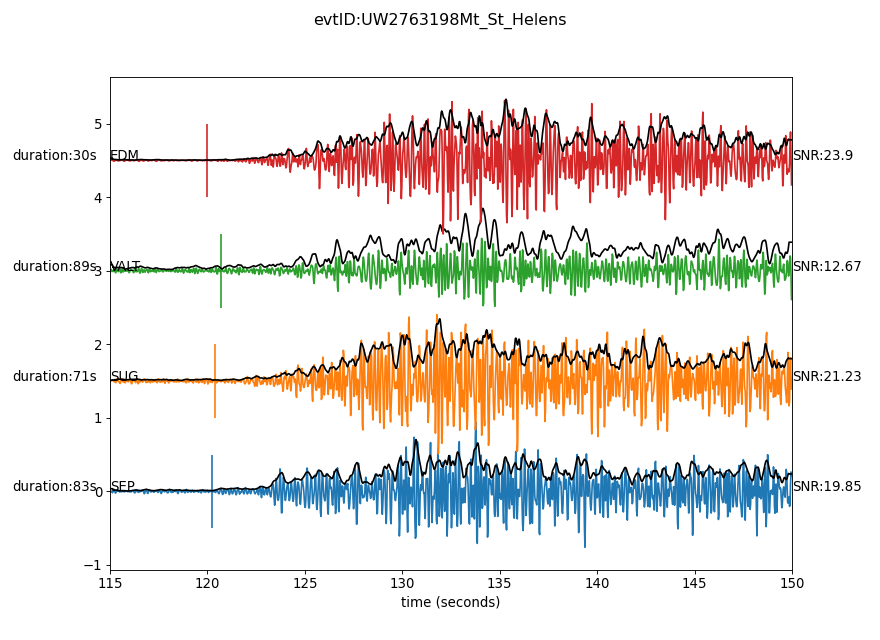 evtID:UW2763198Mt_St_Helens
5
duration:30s EDM SNR:23.9
4
duration:89s VALT SNR:12.67
3
2
duration:71s SUG SNR:21.23
1
duration:83s SEP SNR:19.85
0
−1
115 120 125 130 135 140 145 150
time (seconds)